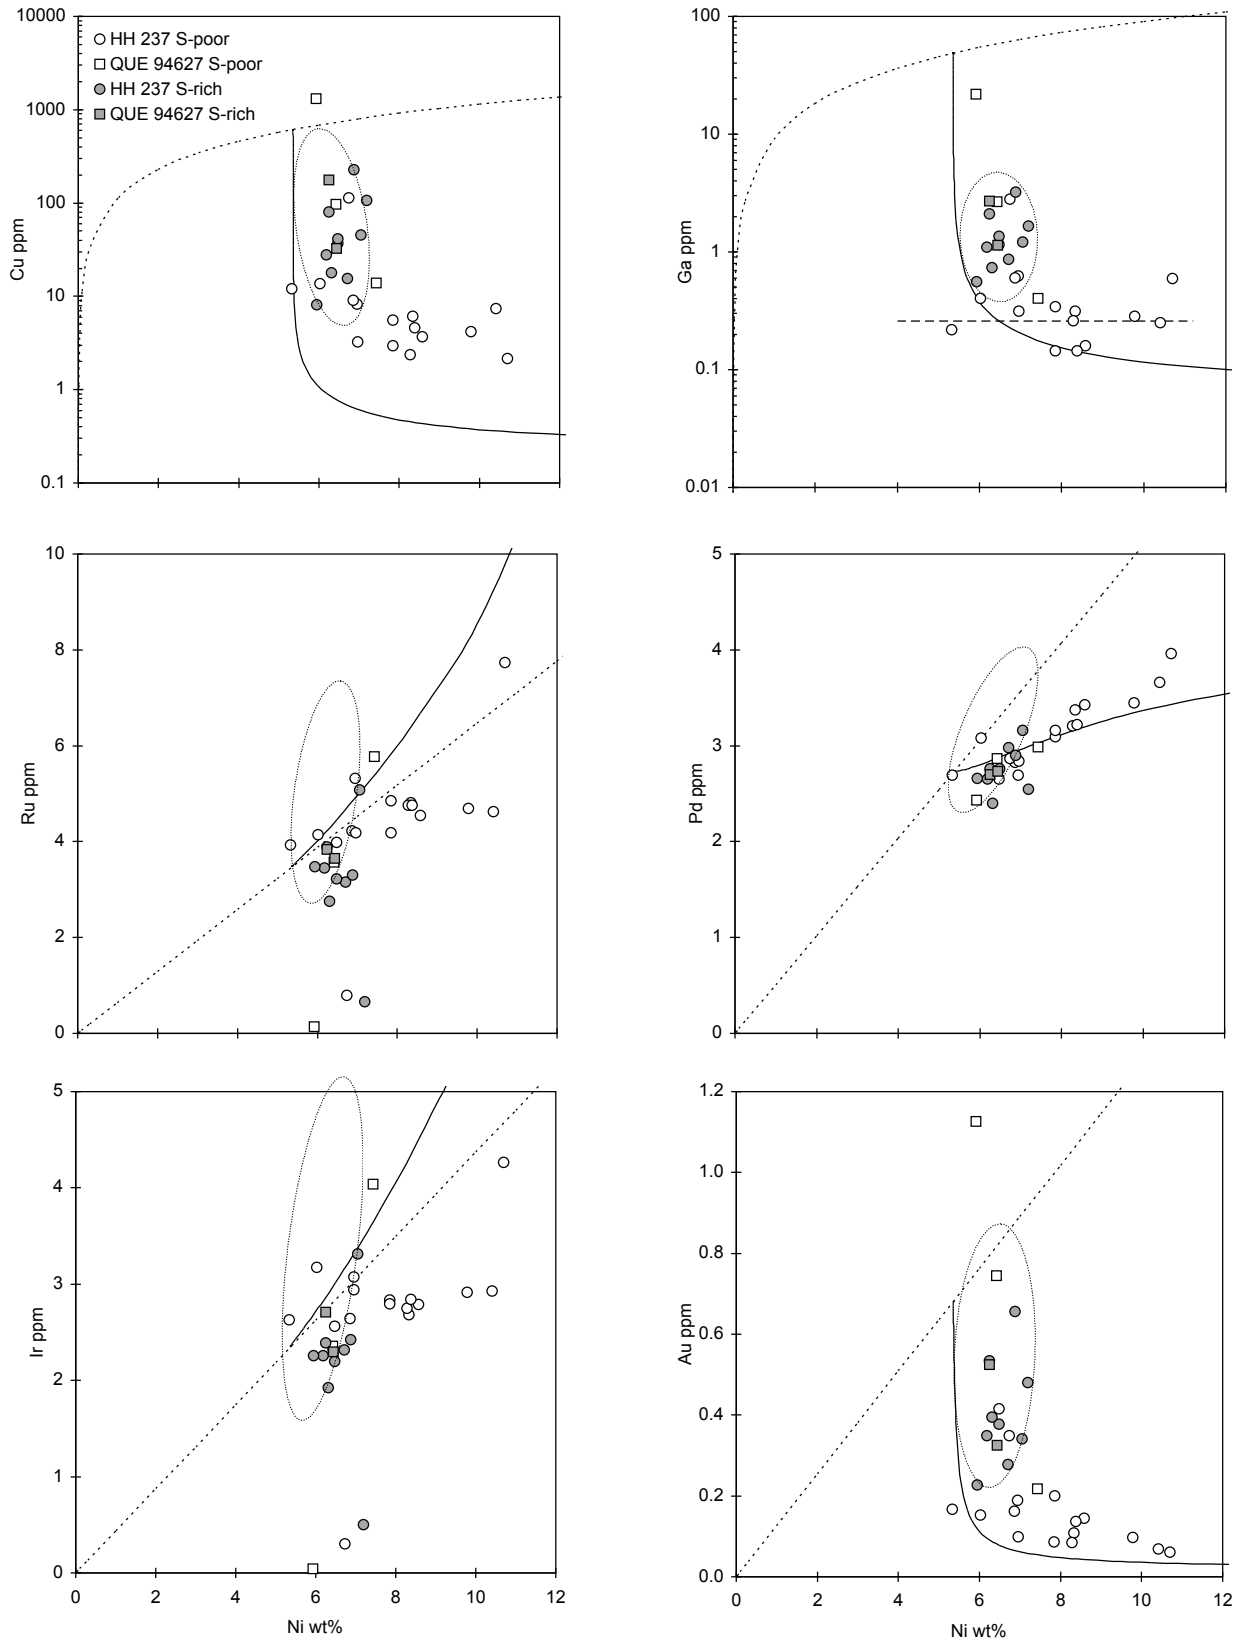 10000
1000
100
10
1
0.1
Cu ppm
HH 237 S-poor
QUE 94627 S-poor
HH 237 S-rich
QUE 94627 S-rich
100
10
1
0.1
0.01
Ga ppm
10
8
6
4
2
0
Ru ppm
5
4
3
2
1
0
Pd ppm
5
4
3
2
1
0
Ir ppm
0 2 4 6 8 10 12
Ni wt%
1.2
1.0
0.8
0.6
0.4
0.2
0.0
Au ppm
0 2 4 6 8 10 12
Ni wt%